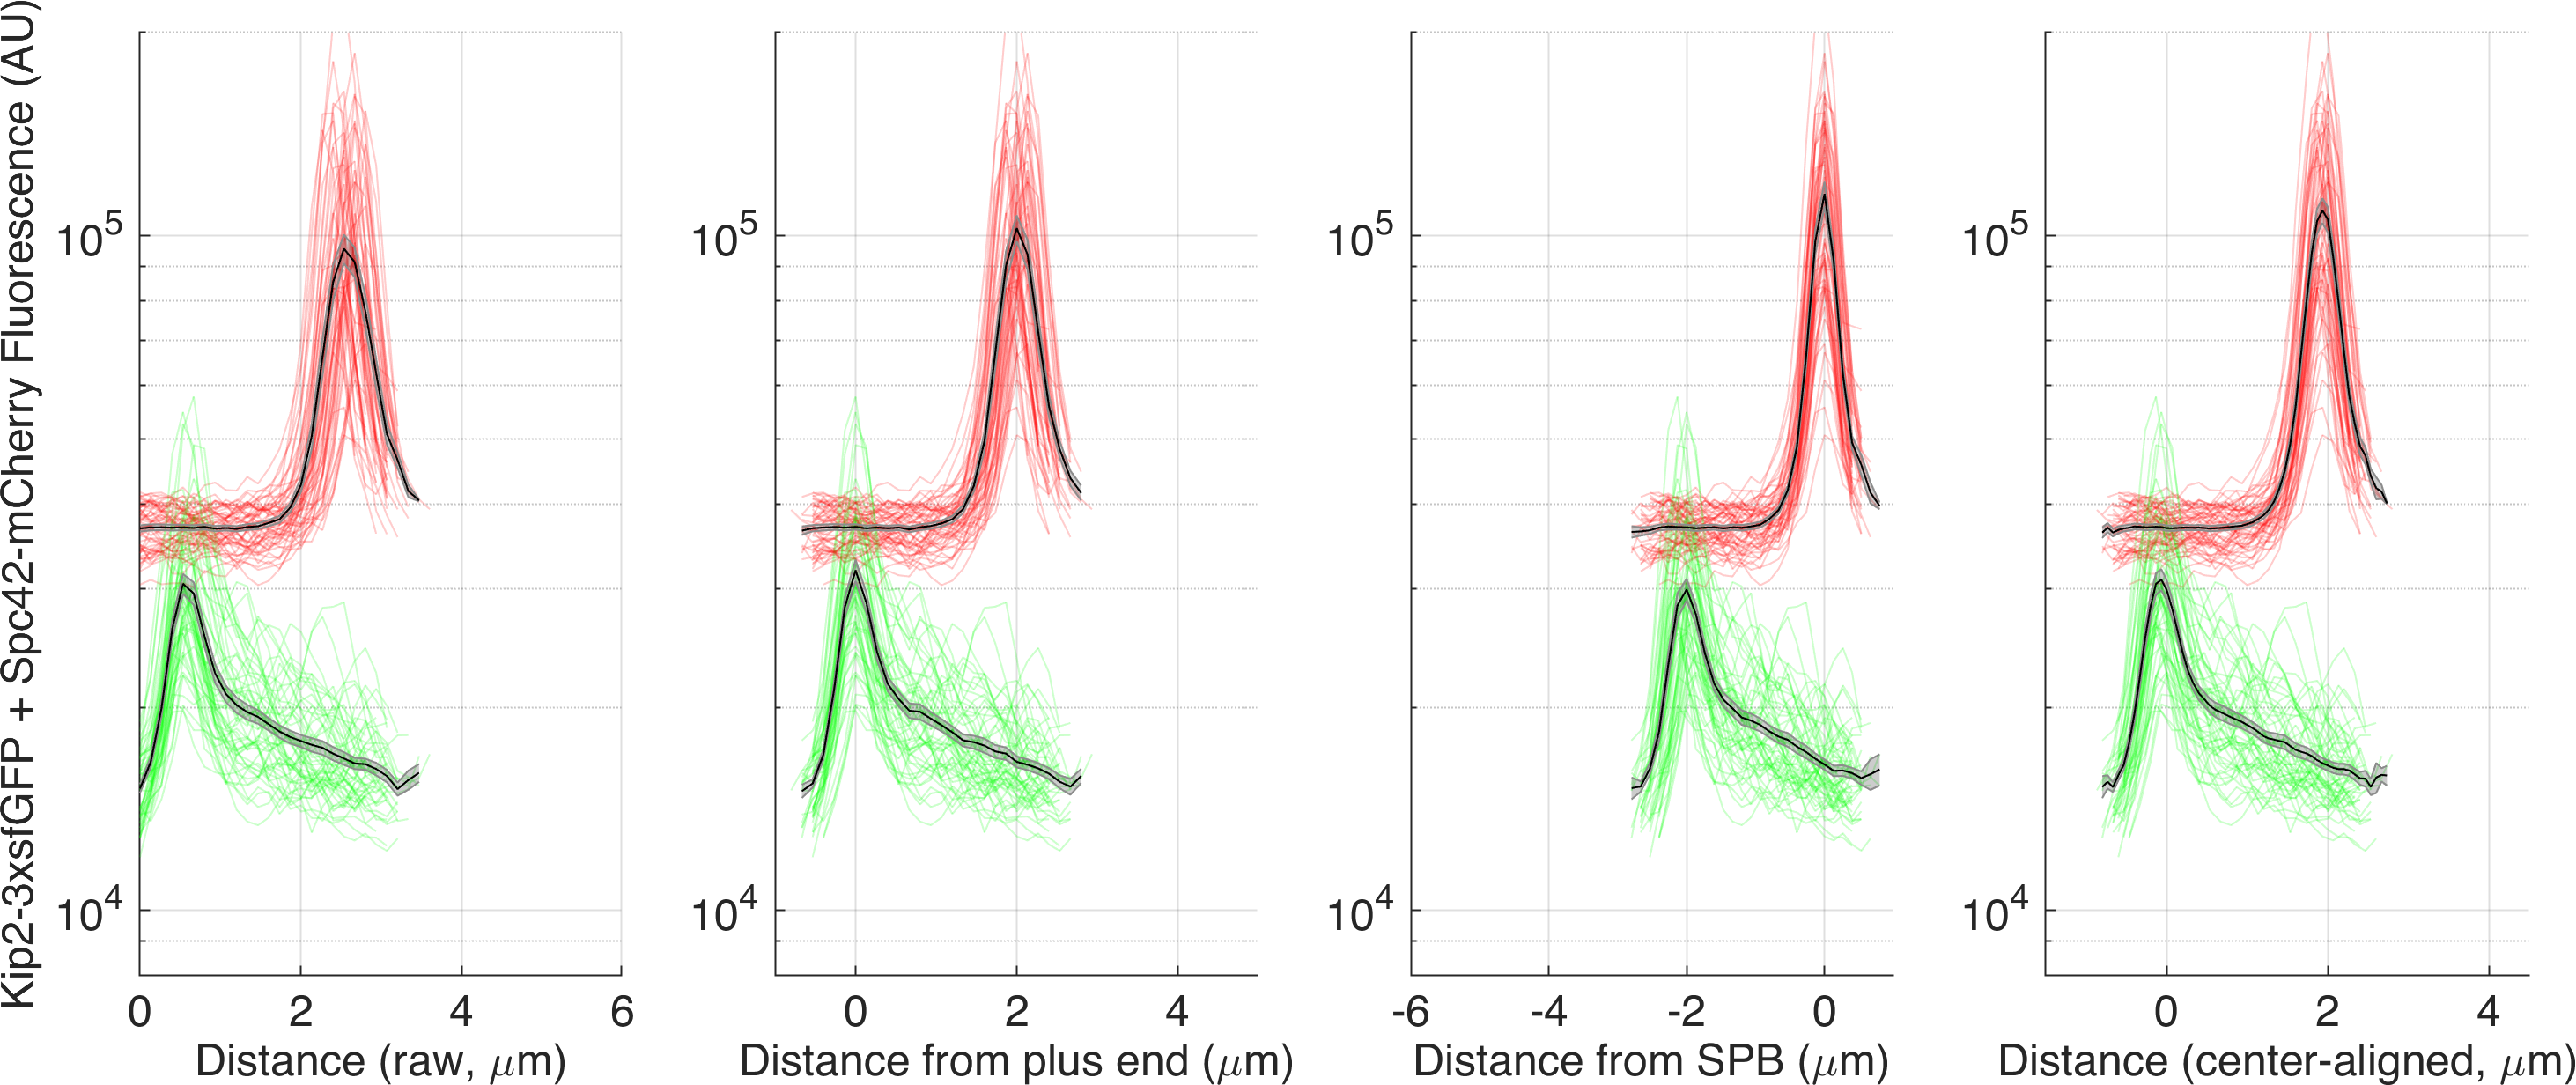 Kip2-3xsfGFP + Spc42-mCherry Fluorescence (AU)
10^5
10^4
0 2 4 6
Distance (raw, μm)
10^5
10^4
0 2 4
Distance from plus end (μm)
10^5
10^4
-6 -4 -2 0
Distance from SPB (μm)
10^5
10^4
0 2 4
Distance (center-aligned, μm)